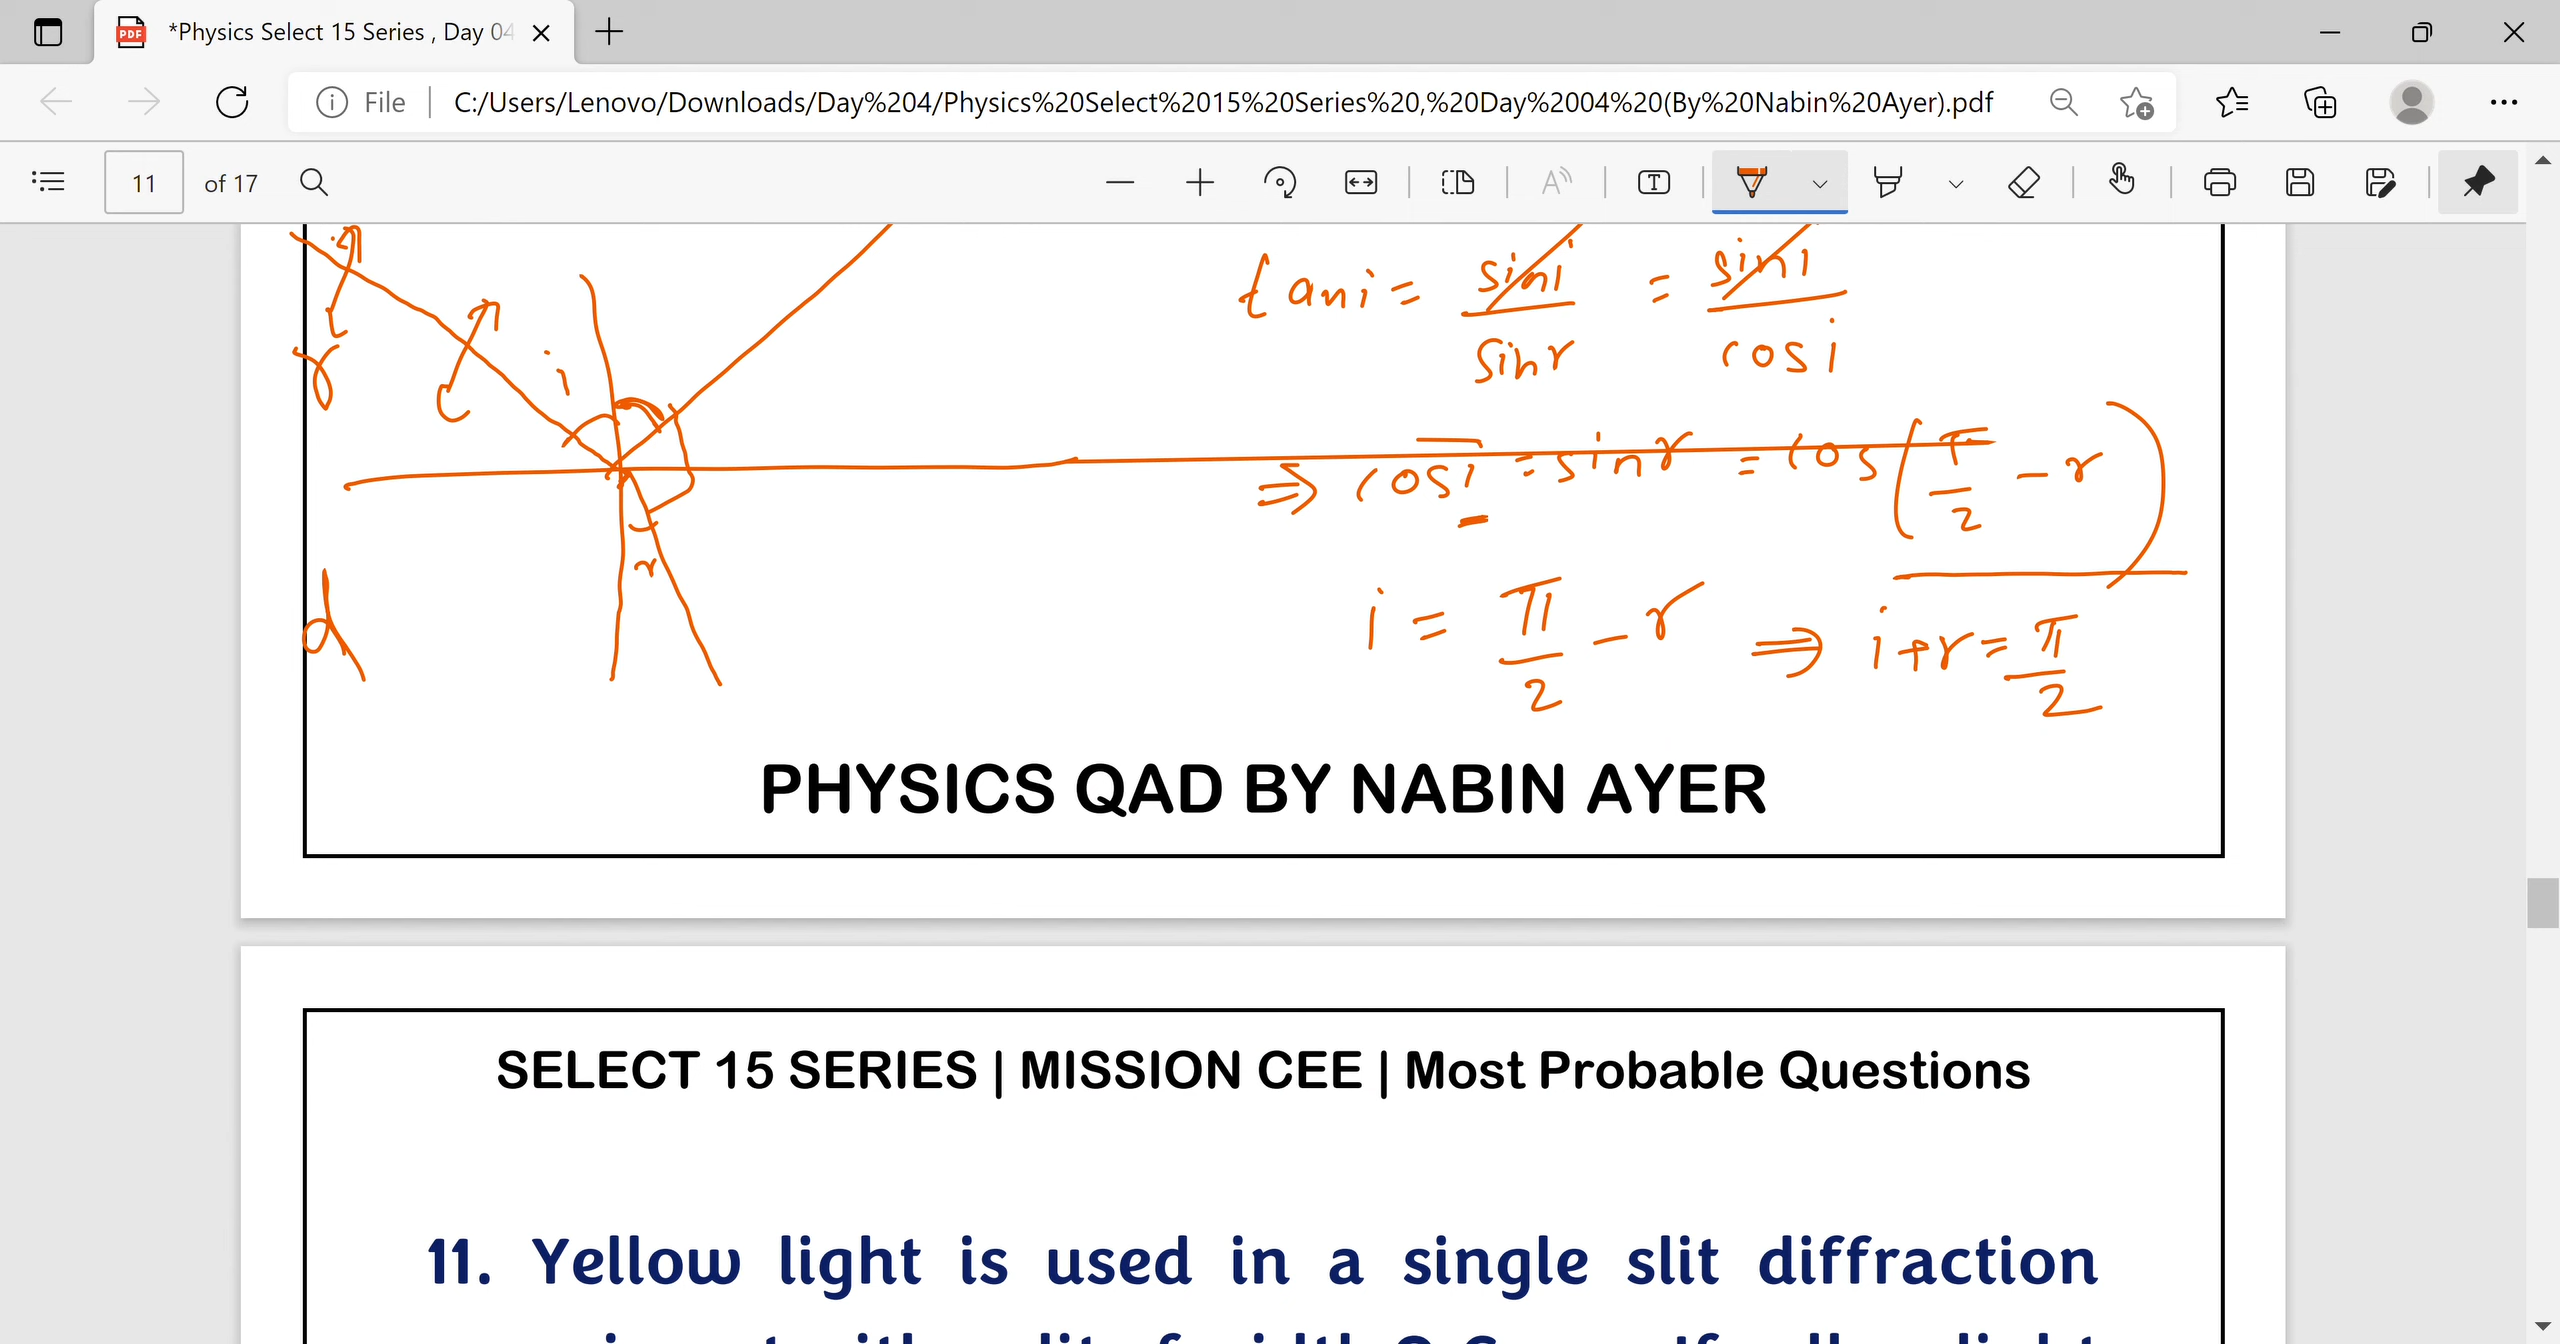 *Physics Select 15 Series , Day 04
File C:/Users/Lenovo/Downloads/Day%204/Physics%20Select%2015%20Series%20,%20Day%2004%20(By%20Nabin%20Ayer).pdf
11 of 17
tan i = sin i / sin r = sin i / cos i
i
⇒ cos i = sin r = cos(π/2 - r)
r
i = π/2 - r ⇒ i + r = π/2
PHYSICS QAD BY NABIN AYER
SELECT 15 SERIES | MISSION CEE | Most Probable Questions
11. Yellow light is used in a single slit diffraction